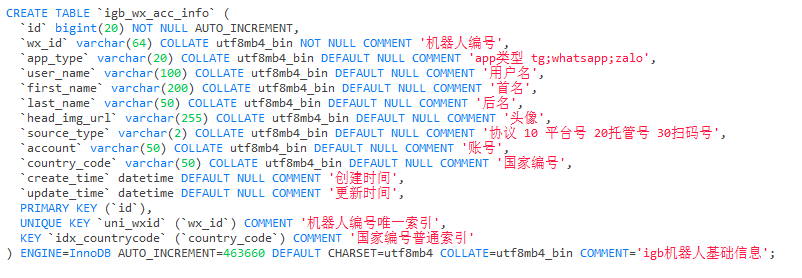 CREATE TABLE `igb_wx_acc_info` (
  `id` bigint(20) NOT NULL AUTO_INCREMENT,
  `wx_id` varchar(64) COLLATE utf8mb4_bin NOT NULL COMMENT '机器人编号',
  `app_type` varchar(20) COLLATE utf8mb4_bin DEFAULT NULL COMMENT 'app类型 tg;whatsapp;zalo',
  `user_name` varchar(100) COLLATE utf8mb4_bin DEFAULT NULL COMMENT '用户名',
  `first_name` varchar(200) COLLATE utf8mb4_bin DEFAULT NULL COMMENT '首名',
  `last_name` varchar(50) COLLATE utf8mb4_bin DEFAULT NULL COMMENT '后名',
  `head_img_url` varchar(255) COLLATE utf8mb4_bin DEFAULT NULL COMMENT '头像',
  `source_type` varchar(2) COLLATE utf8mb4_bin DEFAULT NULL COMMENT '协议 10 平台号 20托管号 30扫码号',
  `account` varchar(50) COLLATE utf8mb4_bin DEFAULT NULL COMMENT '账号',
  `country_code` varchar(50) COLLATE utf8mb4_bin DEFAULT NULL COMMENT '国家编号',
  `create_time` datetime DEFAULT NULL COMMENT '创建时间',
  `update_time` datetime DEFAULT NULL COMMENT '更新时间',
  PRIMARY KEY (`id`),
  UNIQUE KEY `uni_wxid` (`wx_id`) COMMENT '机器人编号唯一索引',
  KEY `idx_countrycode` (`country_code`) COMMENT '国家编号普通索引'
) ENGINE=InnoDB AUTO_INCREMENT=463660 DEFAULT CHARSET=utf8mb4 COLLATE=utf8mb4_bin COMMENT='igb机器人基础信息';